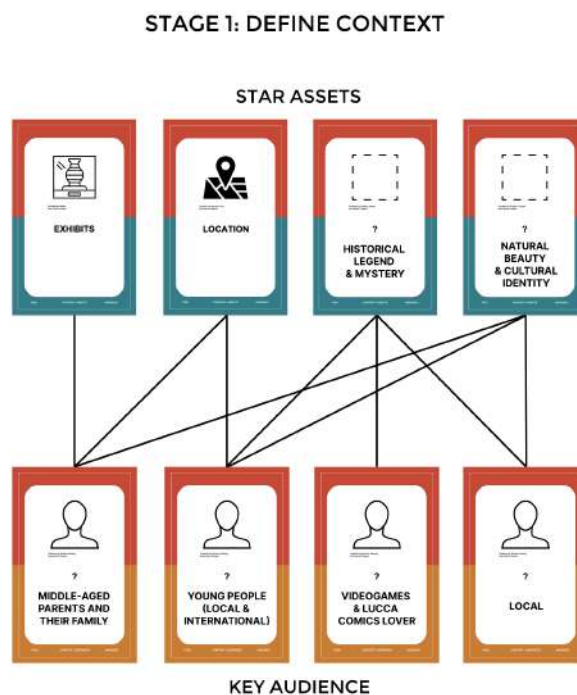 STAGE 1: DEFINE CONTEXT
STAR ASSETS
EXHIBITS
LOCATION
?
HISTORICAL
LEGEND
& MYSTERY
?
NATURAL
BEAUTY
& CULTURAL
IDENTITY
?
MIDDLE-AGED
PARENTS AND
THEIR FAMILY
?
YOUNG PEOPLE
(LOCAL &
INTERNATIONAL)
?
VIDEOGAMES
& LUCCA
COMICS LOVER
?
LOCAL
KEY AUDIENCE